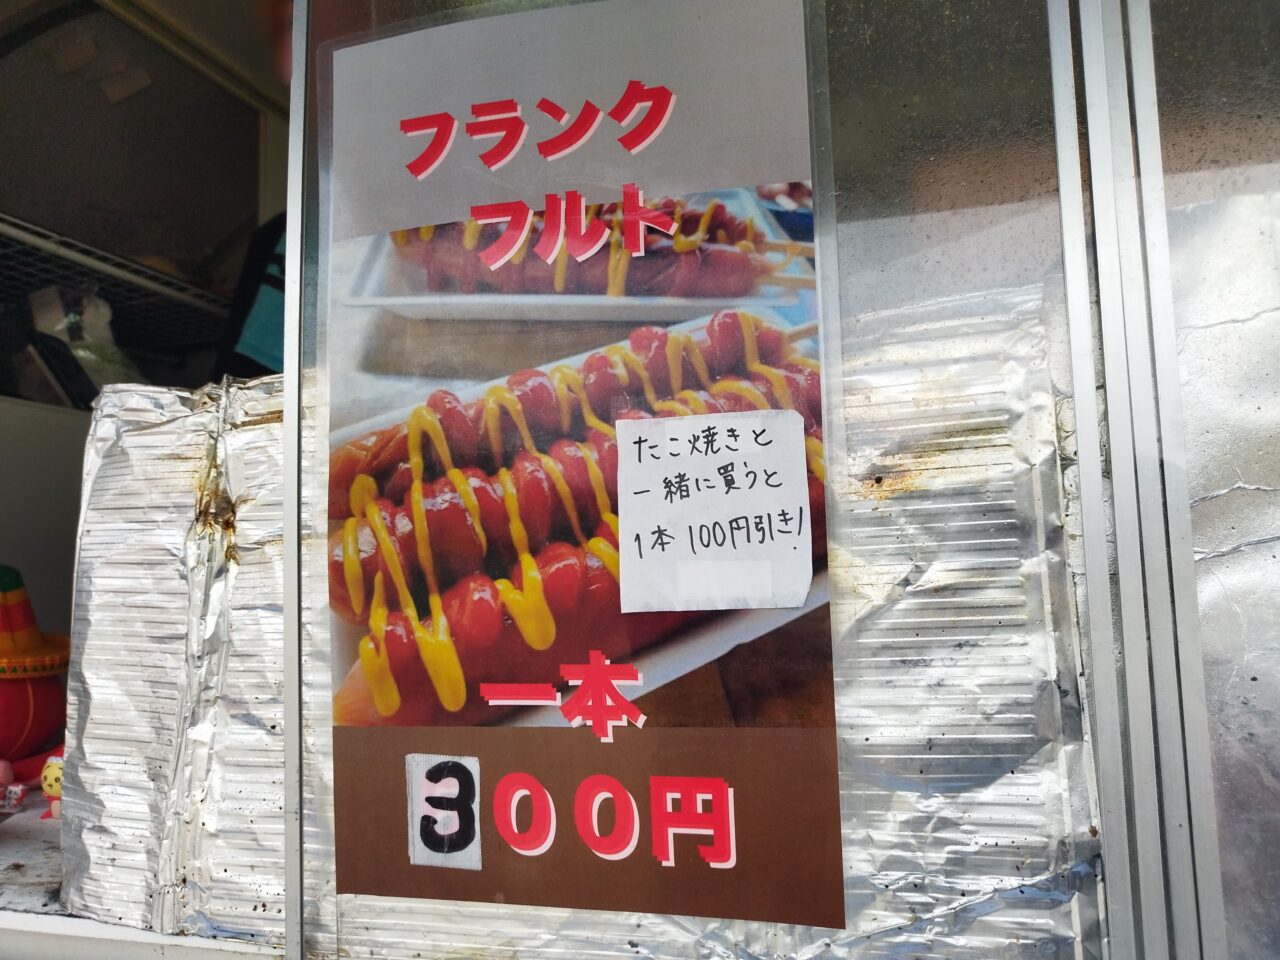 フランク
フルト
たこ焼きと
一緒に買うと
1本 100円引き!
一本
300円